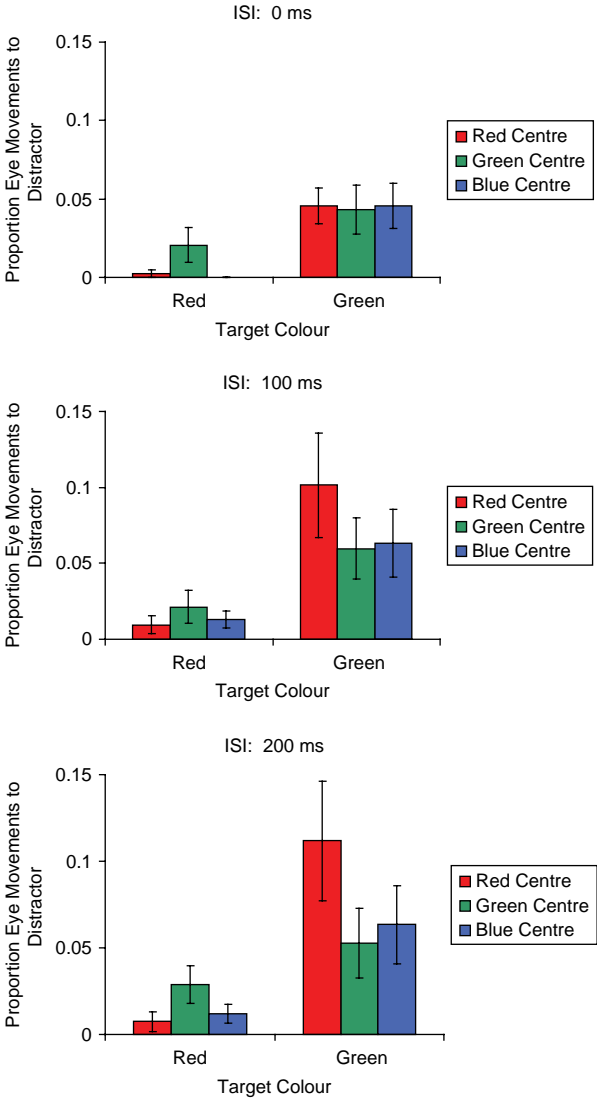 ISI: 0 ms
Proportion Eye Movements to
Distractor
0.15
0.1
0.05
0
Red
Green
Target Colour
Red Centre
Green Centre
Blue Centre
ISI: 100 ms
Proportion Eye Movements to
Distractor
0.15
0.1
0.05
0
Red
Green
Target Colour
Red Centre
Green Centre
Blue Centre
ISI: 200 ms
Proportion Eye Movements to
Distractor
0.15
0.1
0.05
0
Red
Green
Target Colour
Red Centre
Green Centre
Blue Centre